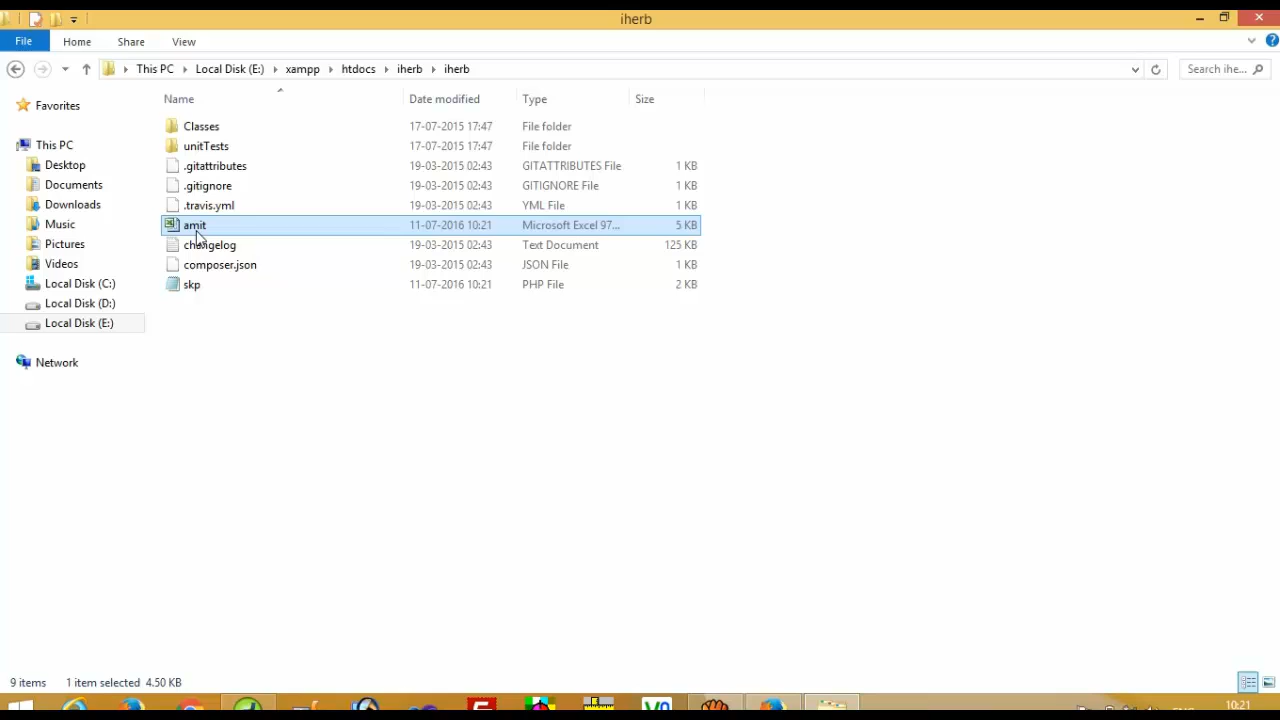 iherb
File Home Share View
This PC Local Disk (E:) xampp htdocs iherb iherb Search ihe...
Name Date modified Type Size
Favorites
This PC
Desktop
Documents
Downloads
Music
Pictures
Videos
Local Disk (C:)
Local Disk (D:)
Local Disk (E:)
Network
Classes 17-07-2015 17:47 File folder
unitTests 17-07-2015 17:47 File folder
.gitattributes 19-03-2015 02:43 GITATTRIBUTES File 1 KB
.gitignore 19-03-2015 02:43 GITIGNORE File 1 KB
.travis.yml 19-03-2015 02:43 YML File 1 KB
amit 11-07-2016 10:21 Microsoft Excel 97... 5 KB
changelog 19-03-2015 02:43 Text Document 125 KB
composer.json 19-03-2015 02:43 JSON File 1 KB
skp 11-07-2016 10:21 PHP File 2 KB
9 items 1 item selected 4.50 KB
10:21